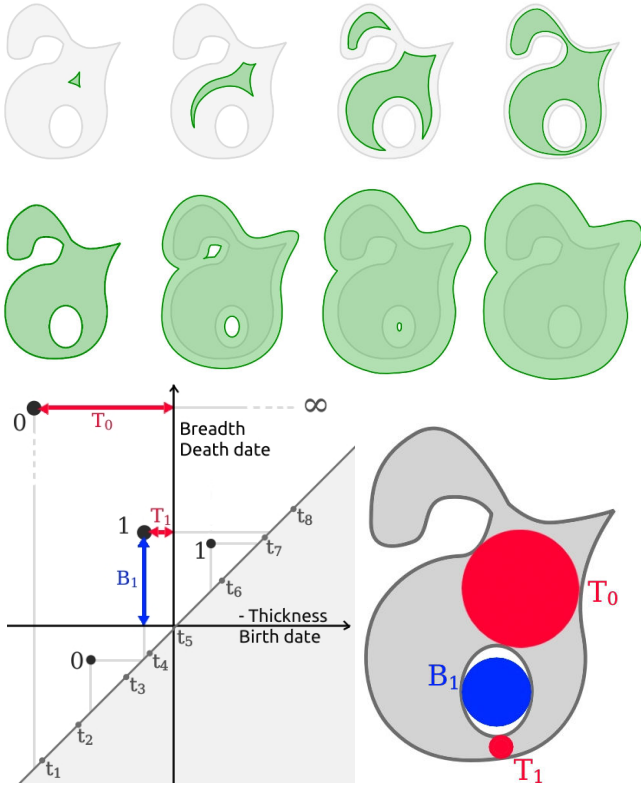 0
T₀
∞
Breadth
Death date
1
T₁
t₈
1
t₇
B₁
t₆
- Thickness
Birth date
t₅
0
t₄
t₃
t₂
t₁
T₀
B₁
T₁